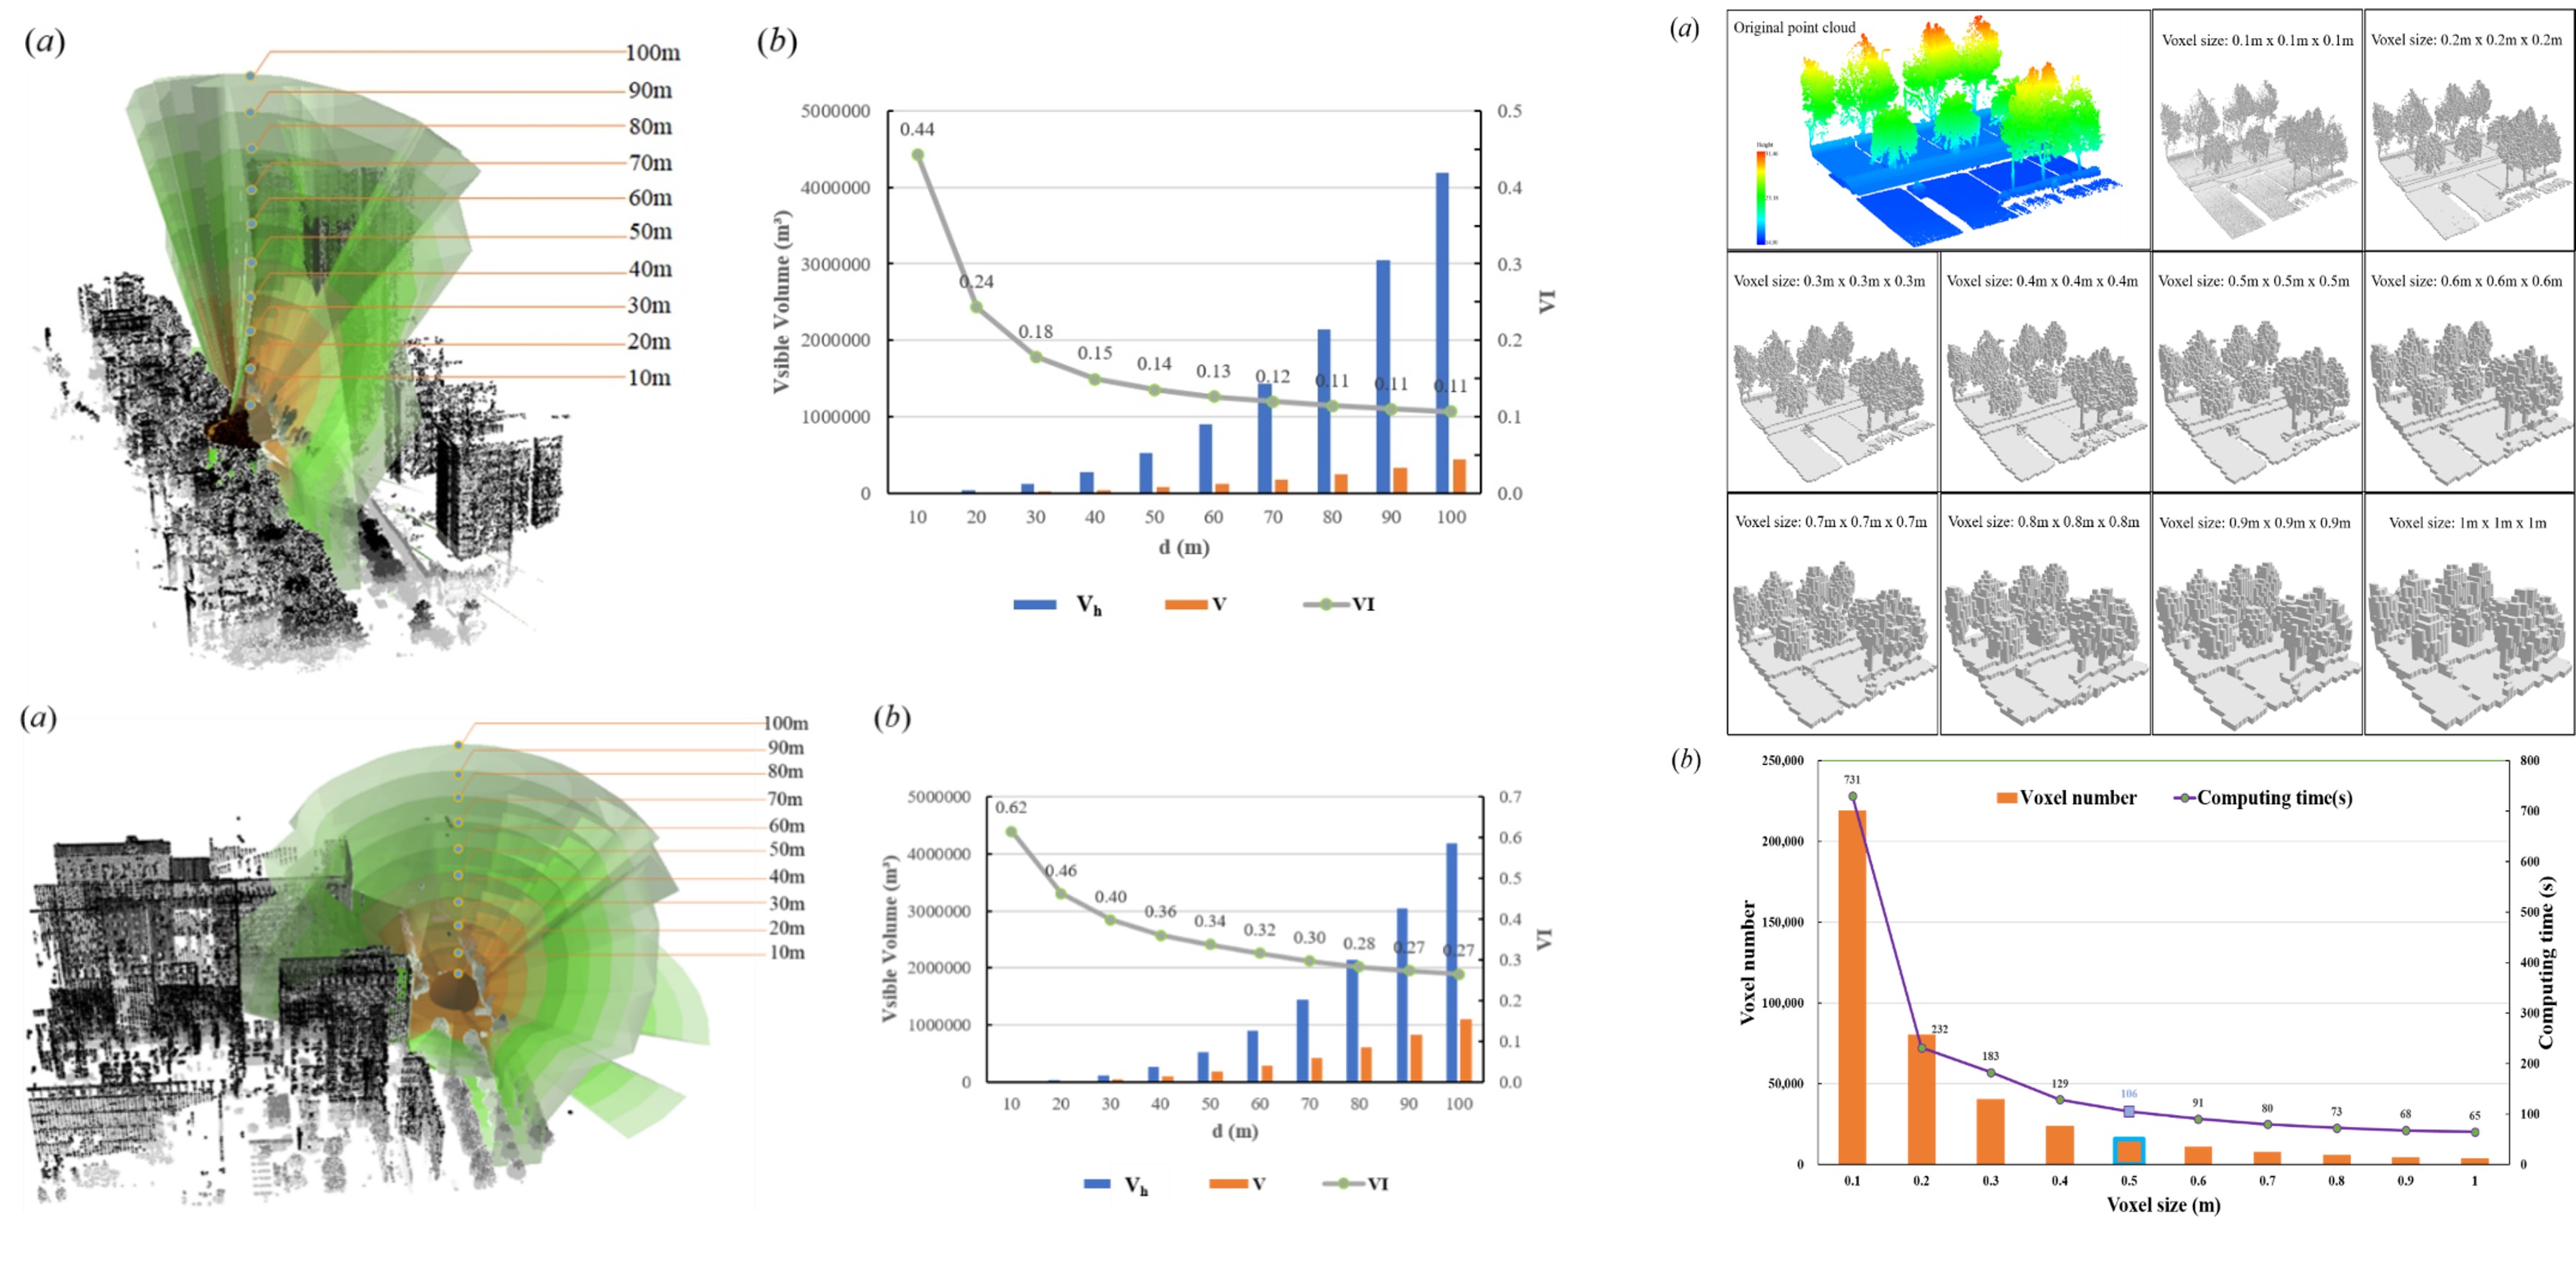 (a)
100m
90m
80m
70m
60m
50m
40m
30m
20m
10m
(b)
5000000
4000000
3000000
2000000
1000000
0
Vsible Volume (m³)
0.44
0.24
0.18
0.15
0.14
0.13
0.12
0.11
0.11
0.11
0.5
0.4
0.3
0.2
0.1
0.0
VI
10 20 30 40 50 60 70 80 90 100
d (m)
Vh V VI
(a)
100m
90m
80m
70m
60m
50m
40m
30m
20m
10m
(b)
5000000
4000000
3000000
2000000
1000000
0
Vsible Volume (m³)
0.62
0.46
0.40
0.36
0.34
0.32
0.30
0.28
0.27
0.27
0.7
0.6
0.5
0.4
0.3
0.2
0.1
0.0
VI
10 20 30 40 50 60 70 80 90 100
d (m)
Vh V VI
(a)
Original point cloud
Height
Voxel size: 0.1m x 0.1m x 0.1m
Voxel size: 0.2m x 0.2m x 0.2m
Voxel size: 0.3m x 0.3m x 0.3m
Voxel size: 0.4m x 0.4m x 0.4m
Voxel size: 0.5m x 0.5m x 0.5m
Voxel size: 0.6m x 0.6m x 0.6m
Voxel size: 0.7m x 0.7m x 0.7m
Voxel size: 0.8m x 0.8m x 0.8m
Voxel size: 0.9m x 0.9m x 0.9m
Voxel size: 1m x 1m x 1m
(b)
250,000
200,000
150,000
100,000
50,000
0
Voxel number
Voxel number Computing time(s)
731
232
183
129
106
91
80
73
68
65
800
700
600
500
400
300
200
100
0
Computing time (s)
0.1 0.2 0.3 0.4 0.5 0.6 0.7 0.8 0.9 1
Voxel size (m)